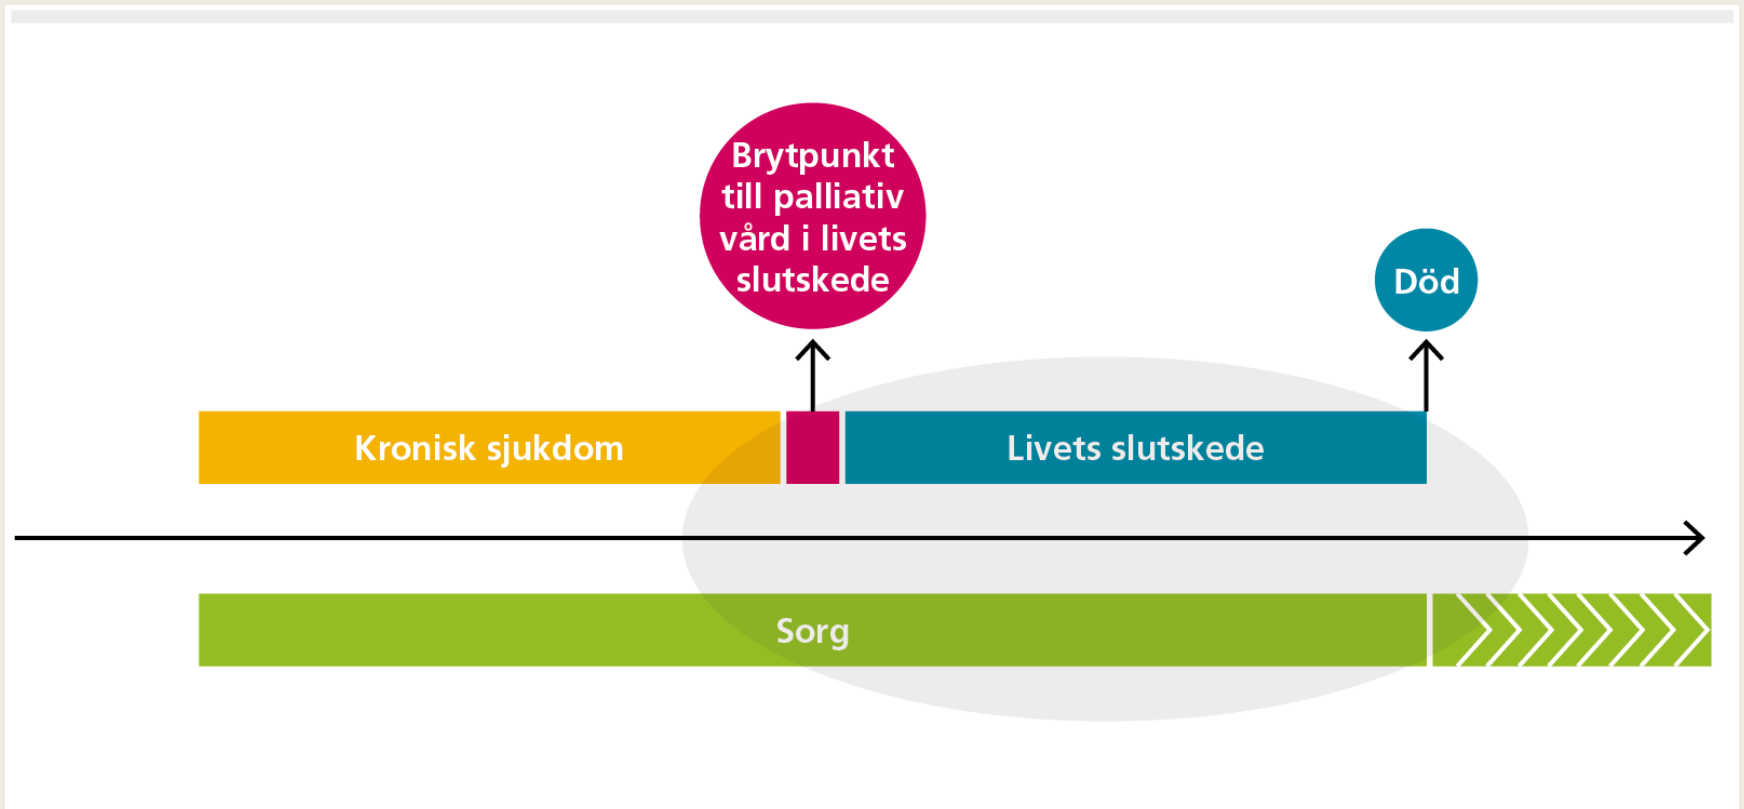 Brytpunkt
till palliativ
vård i livets
slutskede
Död
Kronisk sjukdom
Livets slutskede
Sorg